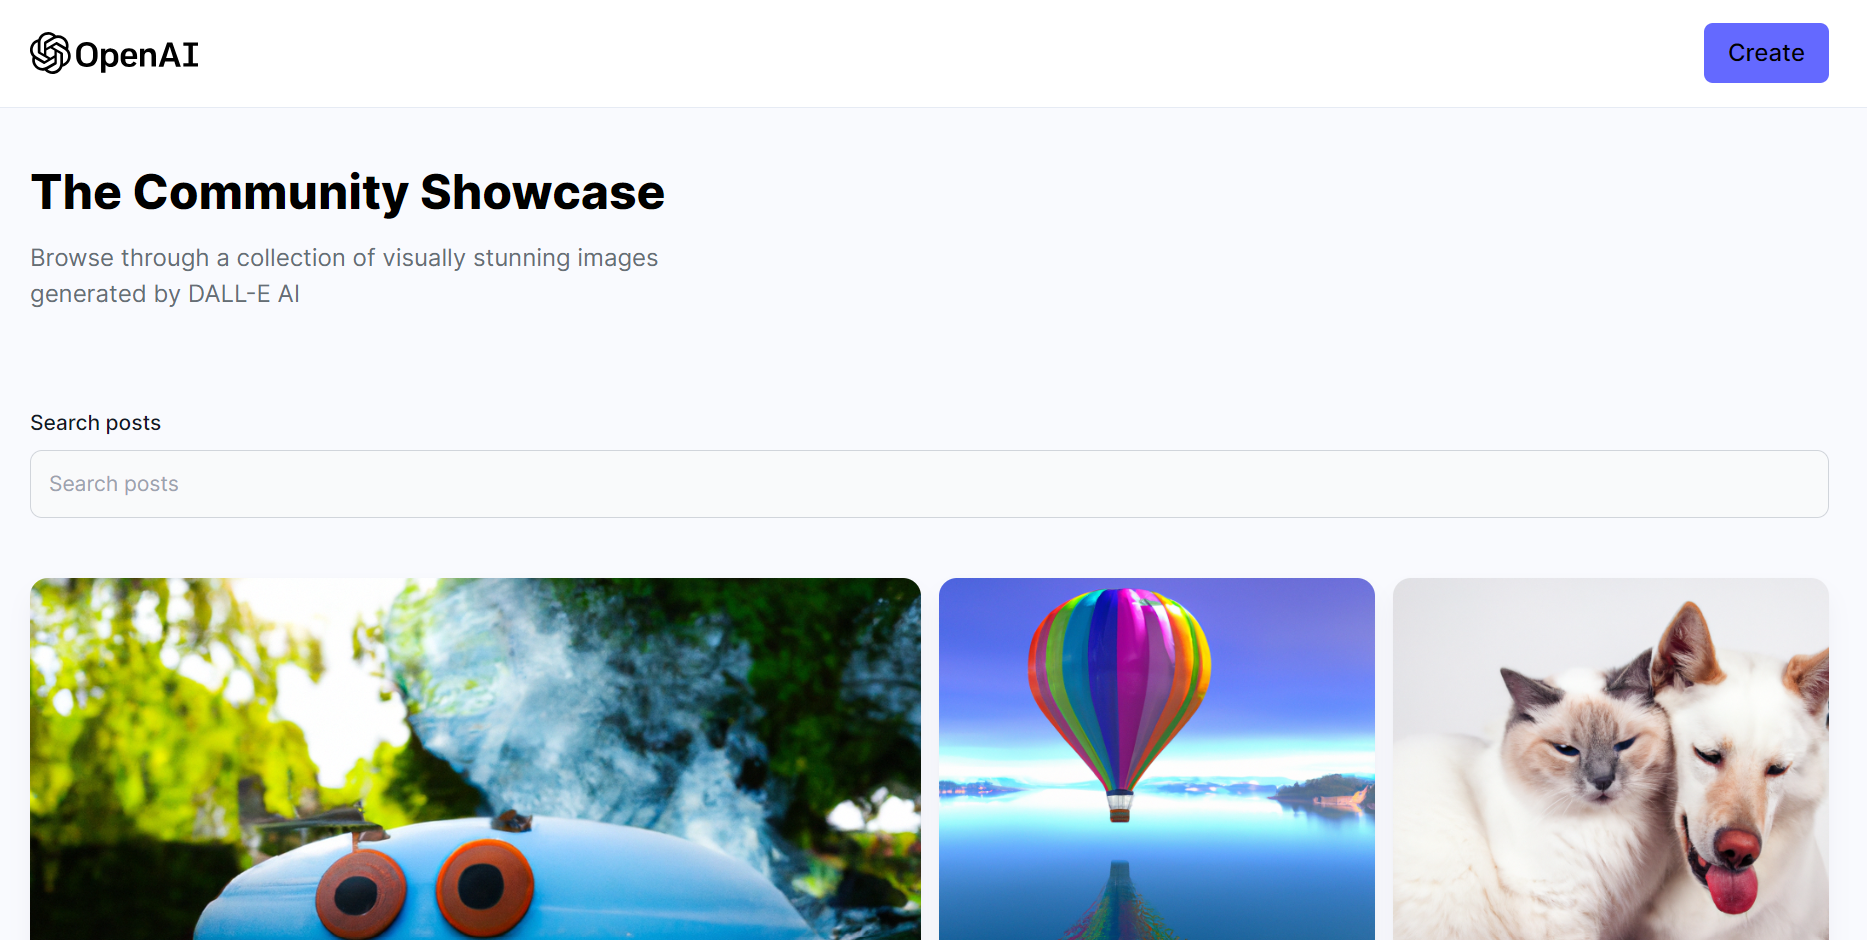 OpenAI
Create
The Community Showcase
Browse through a collection of visually stunning images
generated by DALL-E AI
Search posts
Search posts